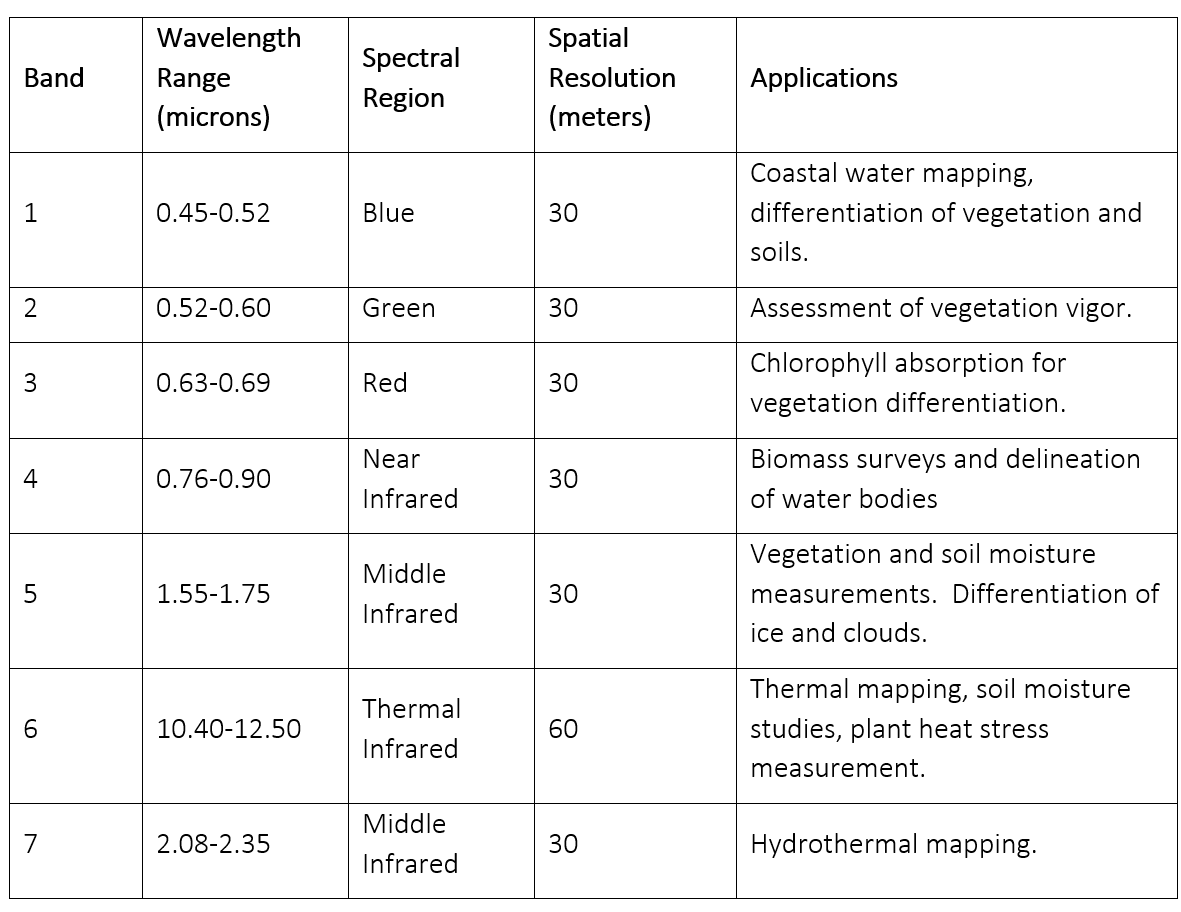 Band
Wavelength
Range
(microns)
Spectral
Region
Spatial
Resolution
(meters)
Applications
1
0.45-0.52
Blue
30
Coastal water mapping,
differentiation of vegetation and
soils.
2
0.52-0.60
Green
30
Assessment of vegetation vigor.
3
0.63-0.69
Red
30
Chlorophyll absorption for
vegetation differentiation.
4
0.76-0.90
Near
Infrared
30
Biomass surveys and delineation
of water bodies
5
1.55-1.75
Middle
Infrared
30
Vegetation and soil moisture
measurements.  Differentiation of
ice and clouds.
6
10.40-12.50
Thermal
Infrared
60
Thermal mapping, soil moisture
studies, plant heat stress
measurement.
7
2.08-2.35
Middle
Infrared
30
Hydrothermal mapping.